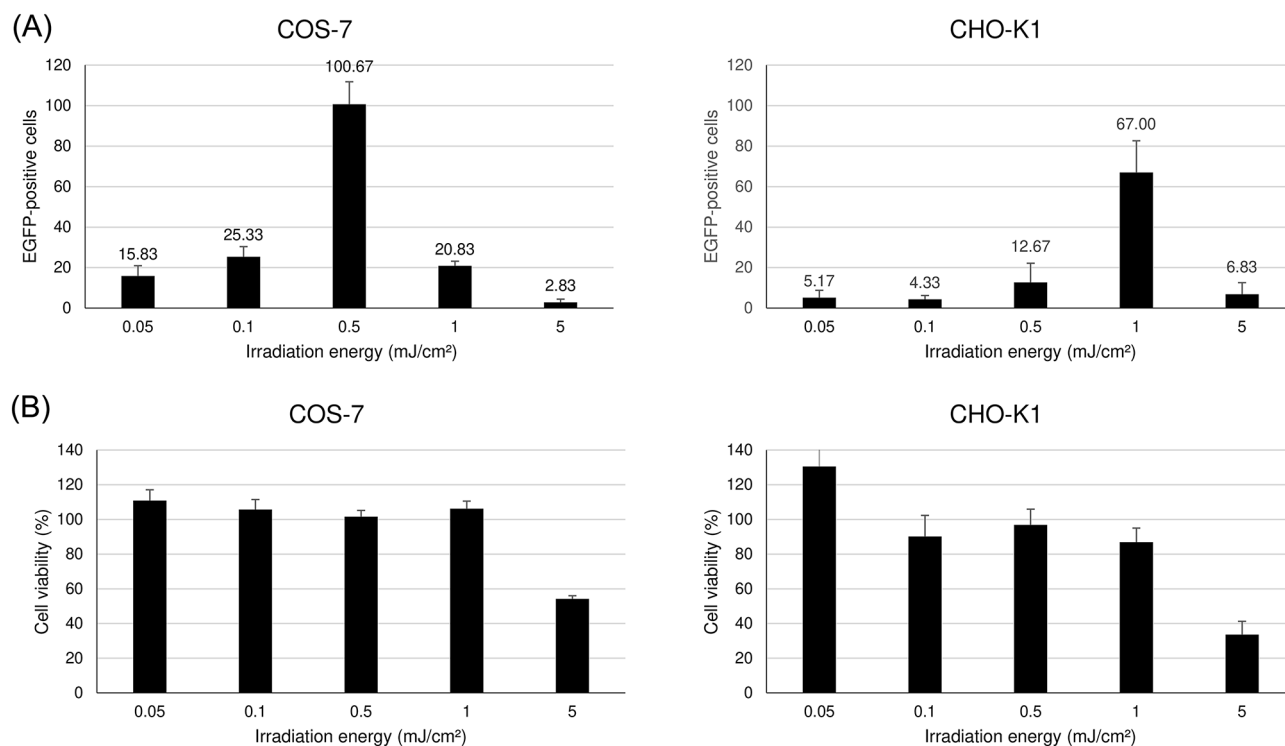 (A)
COS-7
EGFP-positive cells
120
100
80
60
40
20
0
15.83
25.33
100.67
20.83
2.83
0.05 0.1 0.5 1 5
Irradiation energy (mJ/cm²)
CHO-K1
EGFP-positive cells
120
100
80
60
40
20
0
5.17
4.33
12.67
67.00
6.83
0.05 0.1 0.5 1 5
Irradiation energy (mJ/cm²)
(B)
COS-7
Cell viability (%)
140
120
100
80
60
40
20
0
0.05 0.1 0.5 1 5
Irradiation energy (mJ/cm²)
CHO-K1
Cell viability (%)
140
120
100
80
60
40
20
0
0.05 0.1 0.5 1 5
Irradiation energy (mJ/cm²)